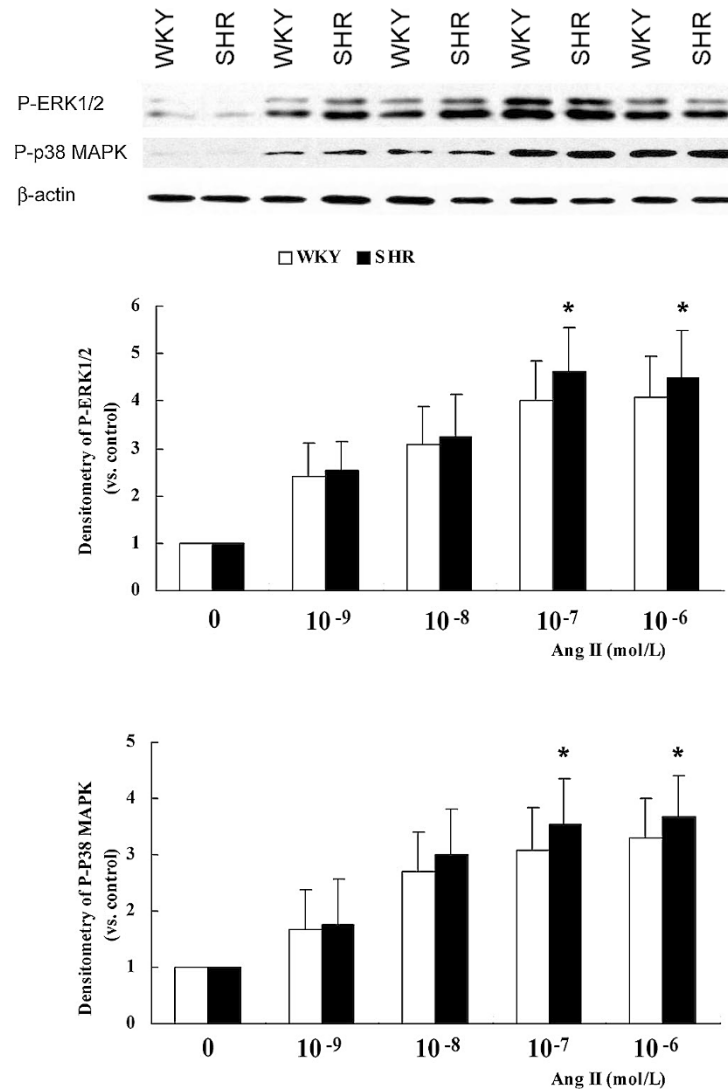 WKY SHR WKY SHR WKY SHR WKY SHR WKY SHR
P-ERK1/2
P-p38 MAPK
β-actin
□ WKY ■ SHR
Densitometry of P-ERK1/2
(vs. control)
6
5
4
3
2
1
0
* *
0 10⁻⁹ 10⁻⁸ 10⁻⁷ 10⁻⁶
Ang II (mol/L)
Densitometry of P-P38 MAPK
(vs. control)
5
4
3
2
1
0
* *
0 10⁻⁹ 10⁻⁸ 10⁻⁷ 10⁻⁶
Ang II (mol/L)